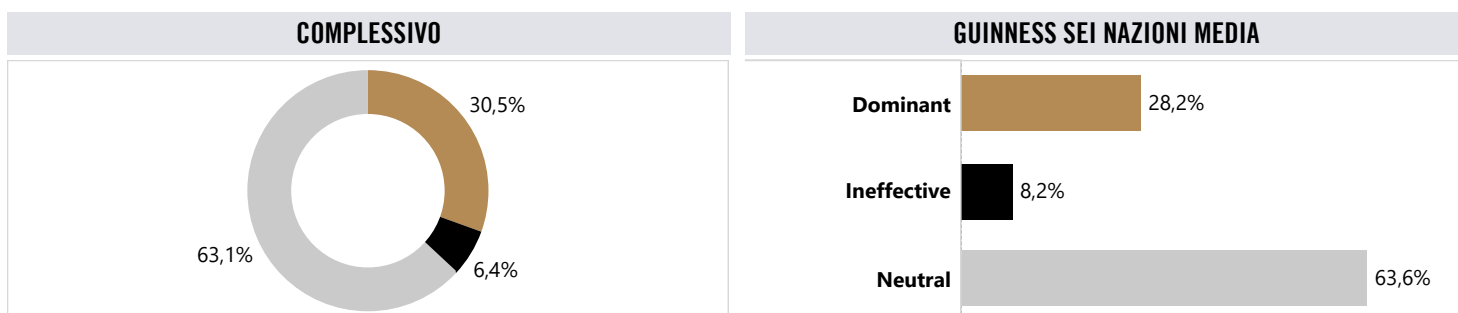 COMPLESSIVO
30,5%
6,4%
63,1%
GUINNESS SEI NAZIONI MEDIA
Dominant 28,2%
Ineffective 8,2%
Neutral 63,6%